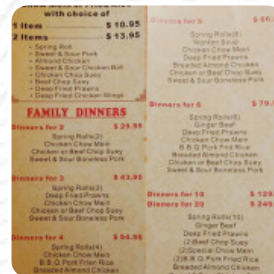 with choice of
1 Item $ 10.95
2 Items $ 13.95
- Spring Roll
- Sweet & Sour Pork
- Almond Chicken
- Sweet & Sour Chicken Ball
- Chicken Chow Mein
- Beef Chop Suey
- Deep Fried Prawns
- Deep Fried Chicken Wings
FAMILY DINNERS
Dinners for 2 $ 29.95
Spring Rolls(2)
Chicken Chow Mein
Chicken or Beef Chop Suey
Sweet & Sour Boneless Pork
Dinners for 3 $ 43.95
Spring Rolls(3)
Deep Fried Prawns
Chicken Chow Mein
Chicken or Beef Chop Suey
Sweet & Sour Boneless Pork
Dinners for 4
Spring Rolls(4)
Chicken Chow Mein
B.B.Q Pork Fried Rice
Breaded Almond Chicken
Dinners for 5
Spring Rolls(5)
Wonton Soup
Chicken Chow Mein
Deep Fried Prawns
Breaded Almond Chicken
Chicken or Beef Chop Suey
Sweet & Sour Boneless Pork
Dinners for 6 $ 79.
Spring Rolls(6)
Ginger Beef
Deep Fried Prawns
Chicken Chow Mein
B.B.Q Pork Fried Rice
Breaded Almond Chicken
Chicken or Beef Chop Suey
Sweet & Sour Boneless Pork
Dinners for 10 $ 129
Dinners for 20 $ 249
Spring Rolls(10)
Ginger Beef
Deep Fried Prawns
(2)Beef Chop Suey
(2)Special Chow Mein
(2)B.B.Q Pork Fried Rice
Breaded Almond Chicken